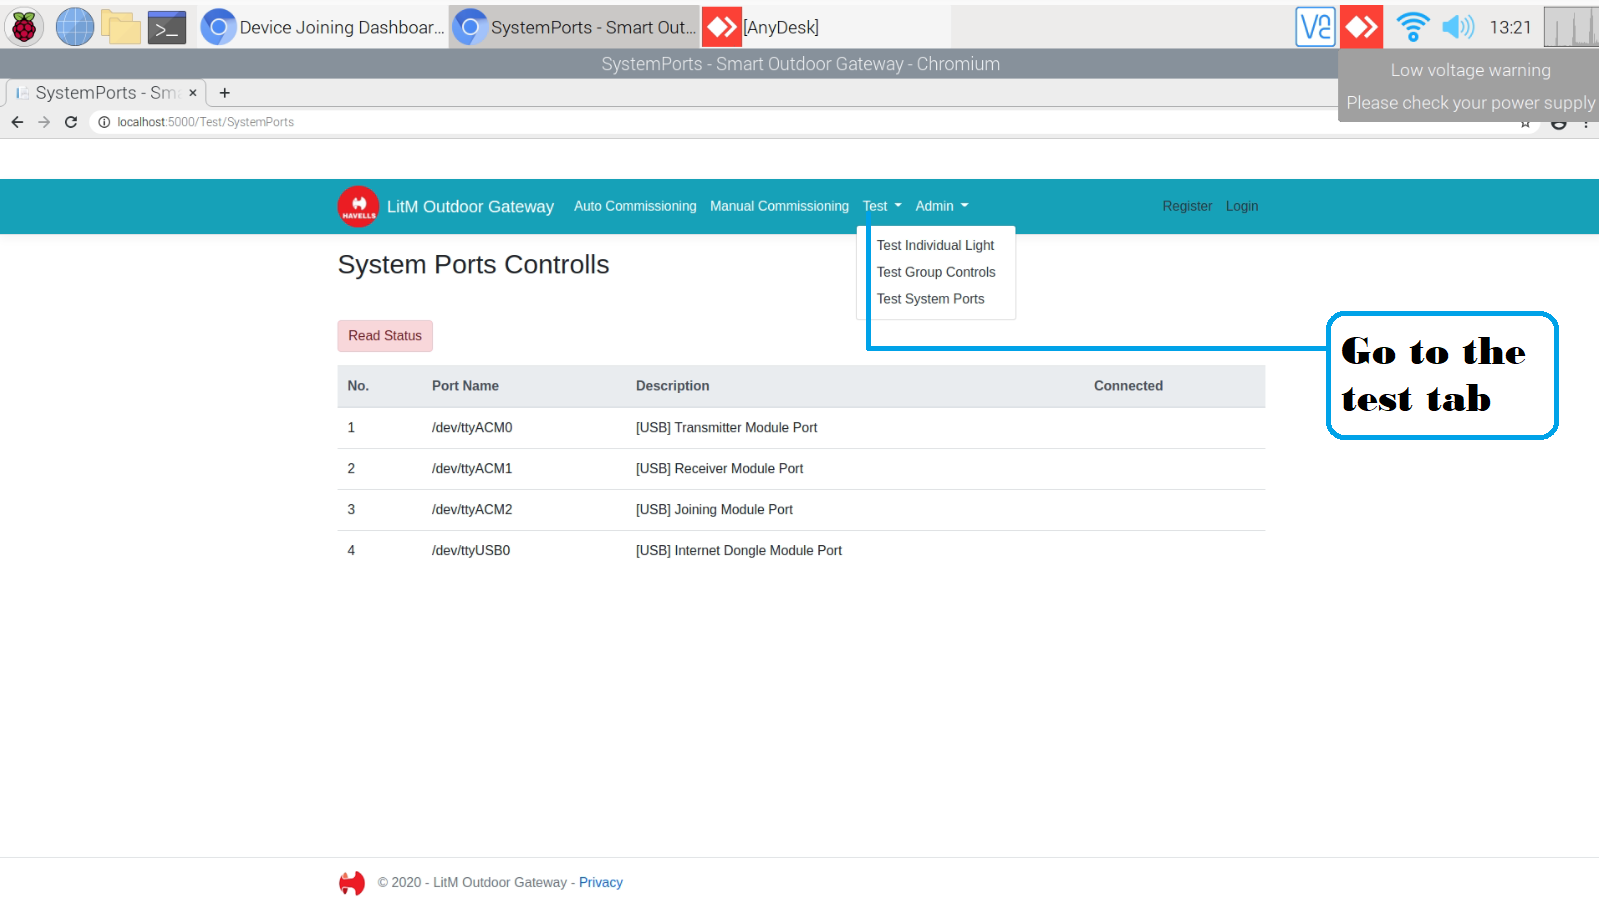 Device Joining Dashboar...
SystemPorts - Smart Out...
[AnyDesk]
13:21
SystemPorts - Smart Outdoor Gateway - Chromium
Low voltage warning
Please check your power supply
SystemPorts - Sm
localhost:5000/Test/SystemPorts
HAVELLS
LitM Outdoor Gateway
Auto Commissioning
Manual Commissioning
Test
Admin
Register
Login
Test Individual Light
Test Group Controls
Test System Ports
System Ports Controlls
Read Status
Go to the
test tab
No. Port Name Description Connected
1 /dev/ttyACM0 [USB] Transmitter Module Port
2 /dev/ttyACM1 [USB] Receiver Module Port
3 /dev/ttyACM2 [USB] Joining Module Port
4 /dev/ttyUSB0 [USB] Internet Dongle Module Port
© 2020 - LitM Outdoor Gateway - Privacy